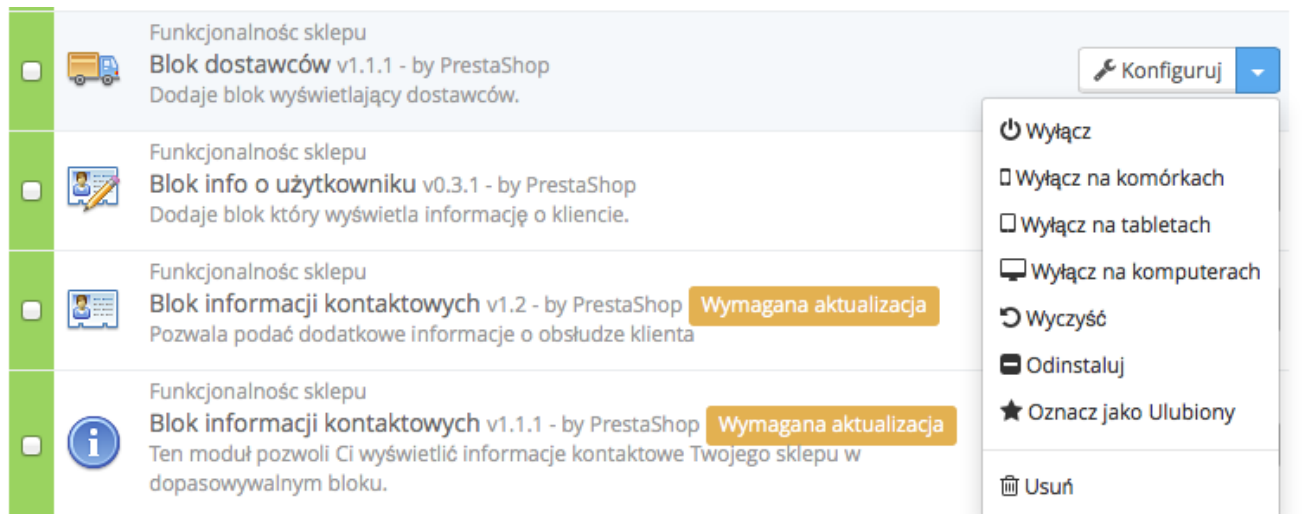 Funkcjonalnośc sklepu
Blok dostawców v1.1.1 - by PrestaShop
Dodaje blok wyświetlający dostawców.
Konfiguruj
Wyłącz
Wyłącz na komórkach
Wyłącz na tabletach
Wyłącz na komputerach
Wyczyść
Odinstaluj
Oznacz jako Ulubiony
Usuń
Funkcjonalnośc sklepu
Blok info o użytkowniku v0.3.1 - by PrestaShop
Dodaje blok który wyświetla informację o kliencie.
Funkcjonalnośc sklepu
Blok informacji kontaktowych v1.2 - by PrestaShop Wymagana aktualizacja
Pozwala podać dodatkowe informacje o obsłudze klienta
Funkcjonalnośc sklepu
Blok informacji kontaktowych v1.1.1 - by PrestaShop Wymagana aktualizacja
Ten moduł pozwoli Ci wyświetlić informacje kontaktowe Twojego sklepu w
dopasowywalnym bloku.